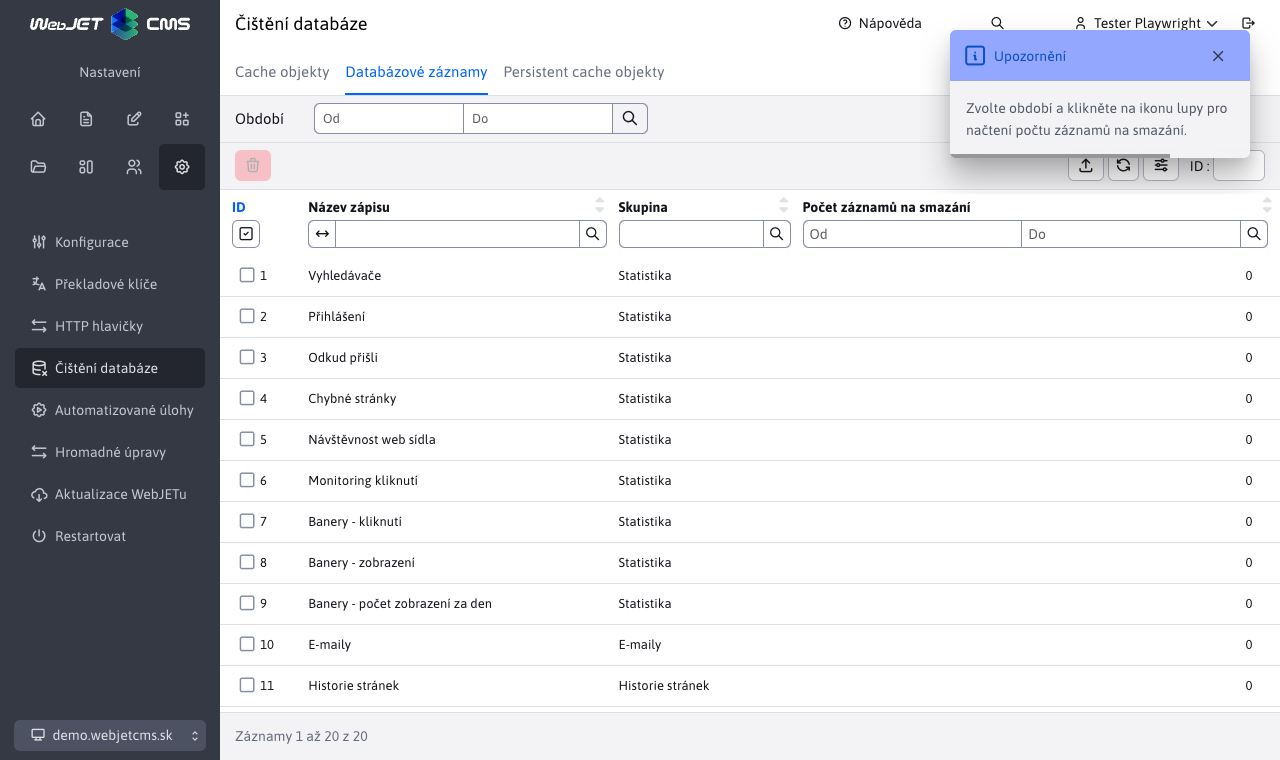 WebJET CMS
Čištění databáze
Nápověda
Tester Playwright
Nastavení
Cache objekty
Databázové záznamy
Persistent cache objekty
Upozornění
Zvolte období a klikněte na ikonu lupy pro
načtení počtu záznamů na smazání.
Období
Od
Do
ID :
Konfigurace
Překladové klíče
HTTP hlavičky
Čištění databáze
Automatizované úlohy
Hromadné úpravy
Aktualizace WebJETu
Restartovat
demo.webjetcms.sk
ID
Název zápisu
Skupina
Počet záznamů na smazání
Od
Do
1 Vyhledávače Statistika 0
2 Přihlášení Statistika 0
3 Odkud přišli Statistika 0
4 Chybné stránky Statistika 0
5 Návštěvnost web sídla Statistika 0
6 Monitoring kliknutí Statistika 0
7 Banery - kliknutí Statistika 0
8 Banery - zobrazení Statistika 0
9 Banery - počet zobrazení za den Statistika 0
10 E-maily E-maily 0
11 Historie stránek Historie stránek 0
Záznamy 1 až 20 z 20